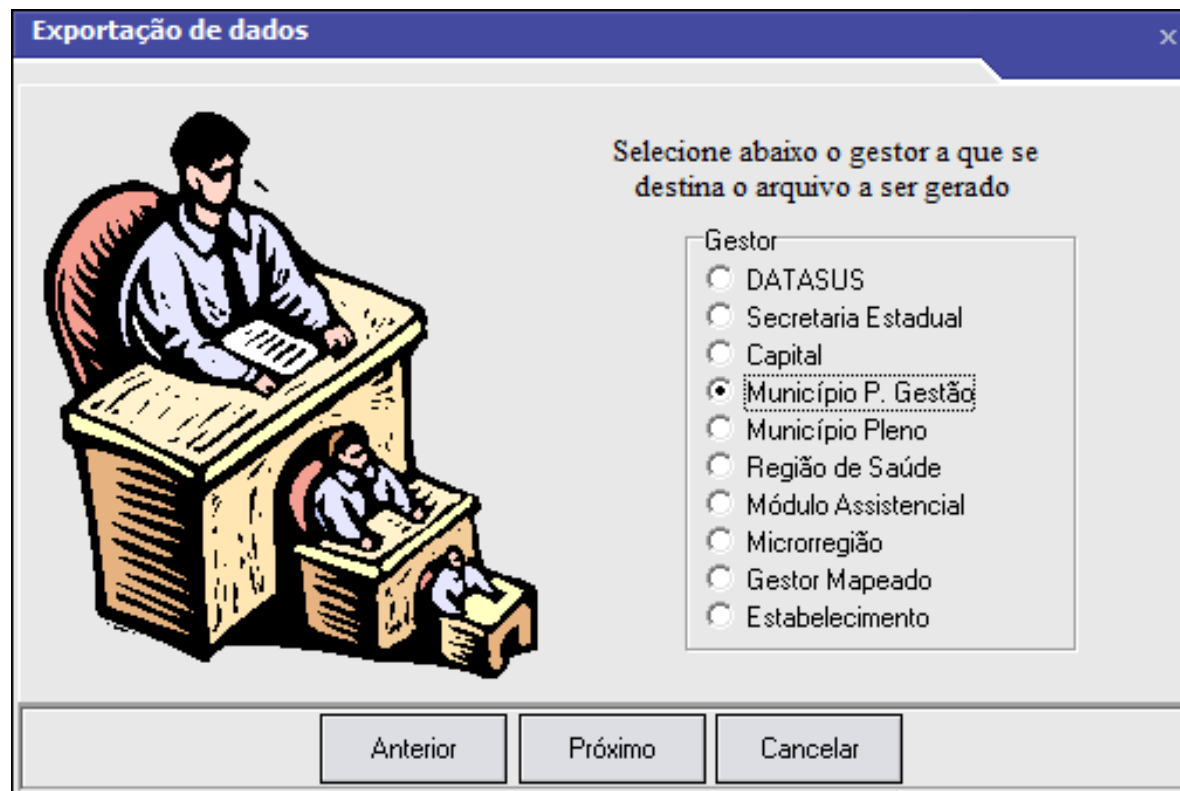 Exportação de dados
x
Selecione abaixo o gestor a que se
destina o arquivo a ser gerado
Gestor
DATASUS
Secretaria Estadual
Capital
Município P. Gestão
Município Pleno
Região de Saúde
Módulo Assistencial
Microrregião
Gestor Mapeado
Estabelecimento
Anterior
Próximo
Cancelar